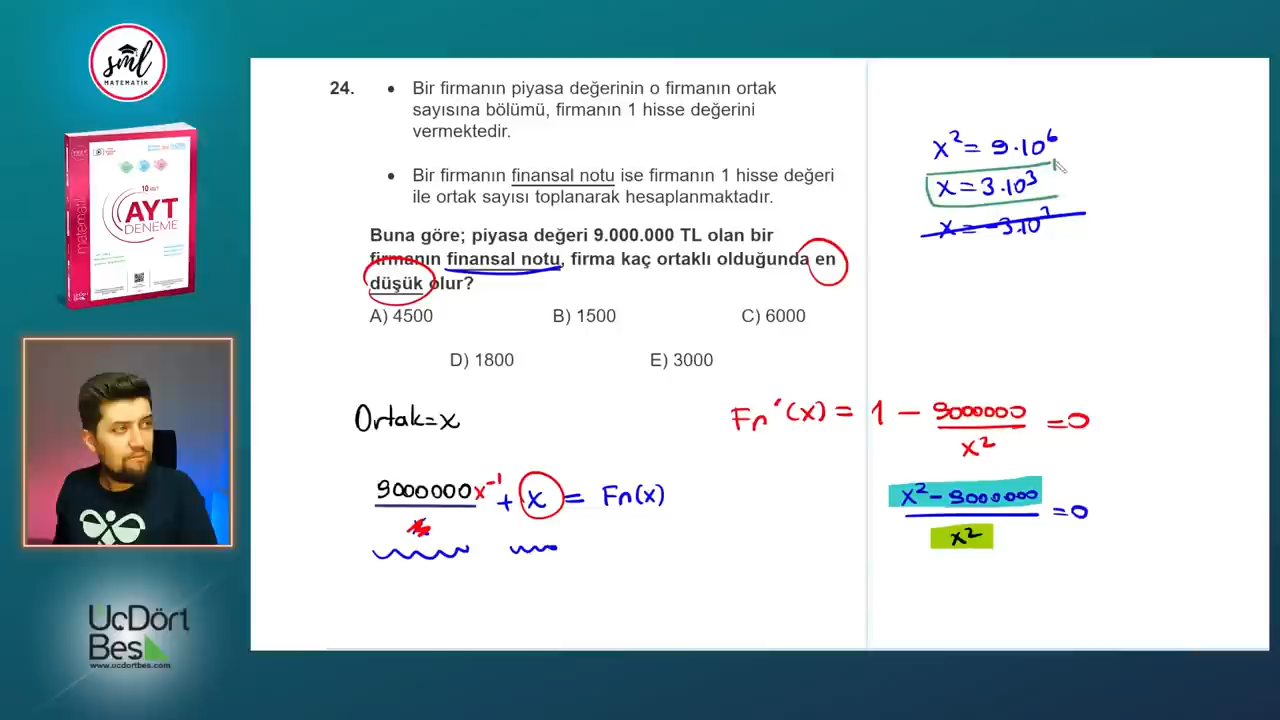 sml
MATEMATİK
10 ADET
AYT
DENEME
matematik
ÜçDört
Beş
www.ucdortbes.com
24. • Bir firmanın piyasa değerinin o firmanın ortak
sayısına bölümü, firmanın 1 hisse değerini
vermektedir.
• Bir firmanın finansal notu ise firmanın 1 hisse değeri
ile ortak sayısı toplanarak hesaplanmaktadır.
Buna göre; piyasa değeri 9.000.000 TL olan bir
firmanın finansal notu, firma kaç ortaklı olduğunda en
düşük olur?
A) 4500 B) 1500 C) 6000
D) 1800 E) 3000
Ortak=x
9000000x⁻¹ + x = Fn(x)
x
x² = 9·10⁶
x = 3·10³
x = -3·10³
Fn'(x) = 1 - 9000000/x² = 0
x² - 9000000/x² = 0